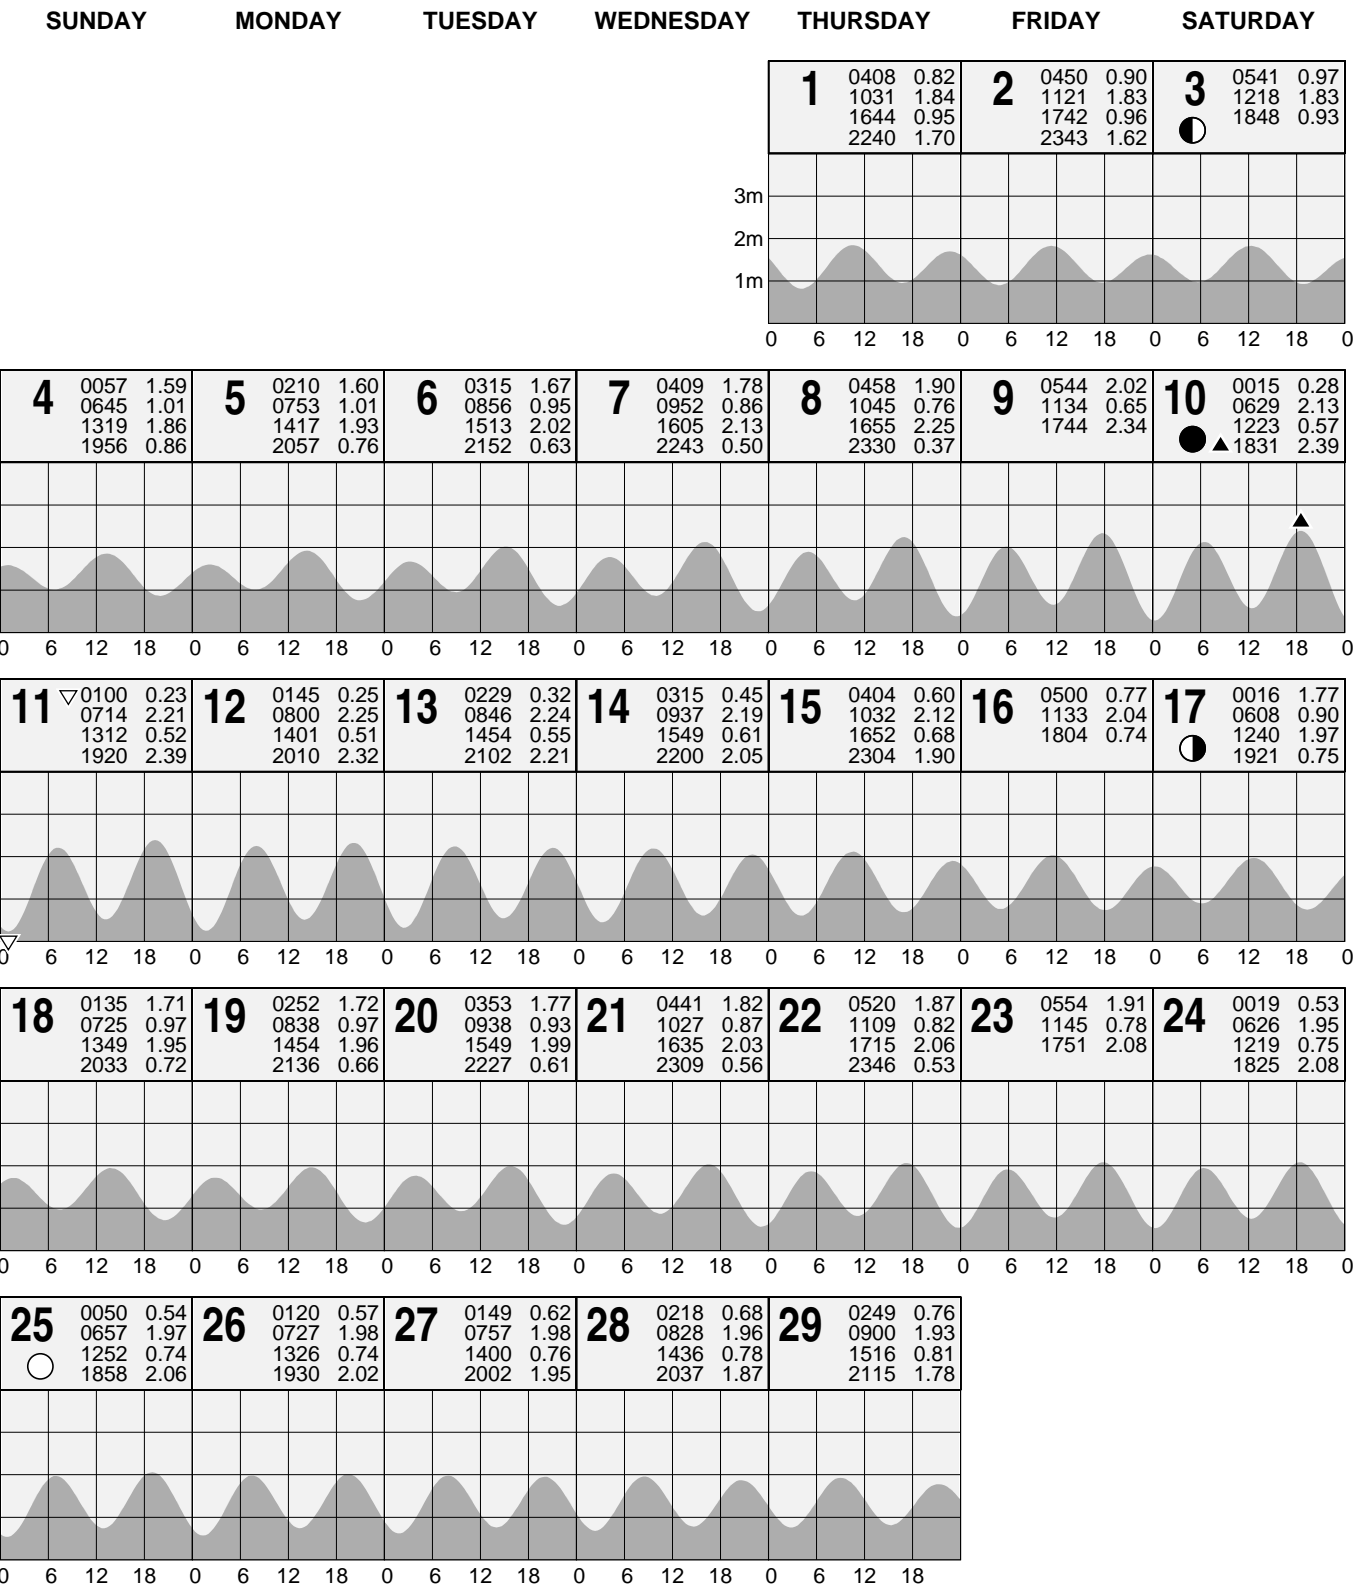 SUNDAY MONDAY TUESDAY WEDNESDAY THURSDAY FRIDAY SATURDAY
1 0408 0.82 2 0450 0.90 3 0541 0.97
1031 1.84 1121 1.83 1218 1.83
1644 0.95 1742 0.96 1848 0.93
2240 1.70 2343 1.62
3m
2m
1m
0 6 12 18 0 6 12 18 0 6 12 18 0
4 0057 1.59 5 0210 1.60 6 0315 1.67 7 0409 1.78 8 0458 1.90 9 0544 2.02 10 0015 0.28
0645 1.01 0753 1.01 0856 0.95 0952 0.86 1045 0.76 1134 0.65 0629 2.13
1319 1.86 1417 1.93 1513 2.02 1605 2.13 1655 2.25 1744 2.34 1223 0.57
1956 0.86 2057 0.76 2152 0.63 2243 0.50 2330 0.37 1831 2.39
0 6 12 18 0 6 12 18 0 6 12 18 0 6 12 18 0 6 12 18 0 6 12 18 0 6 12 18 0
11 0100 0.23 12 0145 0.25 13 0229 0.32 14 0315 0.45 15 0404 0.60 16 0500 0.77 17 0016 1.77
0714 2.21 0800 2.25 0846 2.24 0937 2.19 1032 2.12 1133 2.04 0608 0.90
1312 0.52 1401 0.51 1454 0.55 1549 0.61 1652 0.68 1804 0.74 1240 1.97
1920 2.39 2010 2.32 2102 2.21 2200 2.05 2304 1.90 1921 0.75
0 6 12 18 0 6 12 18 0 6 12 18 0 6 12 18 0 6 12 18 0 6 12 18 0 6 12 18 0
18 0135 1.71 19 0252 1.72 20 0353 1.77 21 0441 1.82 22 0520 1.87 23 0554 1.91 24 0019 0.53
0725 0.97 0838 0.97 0938 0.93 1027 0.87 1109 0.82 1145 0.78 0626 1.95
1349 1.95 1454 1.96 1549 1.99 1635 2.03 1715 2.06 1751 2.08 1219 0.75
2033 0.72 2136 0.66 2227 0.61 2309 0.56 2346 0.53 1825 2.08
0 6 12 18 0 6 12 18 0 6 12 18 0 6 12 18 0 6 12 18 0 6 12 18 0 6 12 18 0
25 0050 0.54 26 0120 0.57 27 0149 0.62 28 0218 0.68 29 0249 0.76
0657 1.97 0727 1.98 0757 1.98 0828 1.96 0900 1.93
1252 0.74 1326 0.74 1400 0.76 1436 0.78 1516 0.81
1858 2.06 1930 2.02 2002 1.95 2037 1.87 2115 1.78
0 6 12 18 0 6 12 18 0 6 12 18 0 6 12 18 0 6 12 18